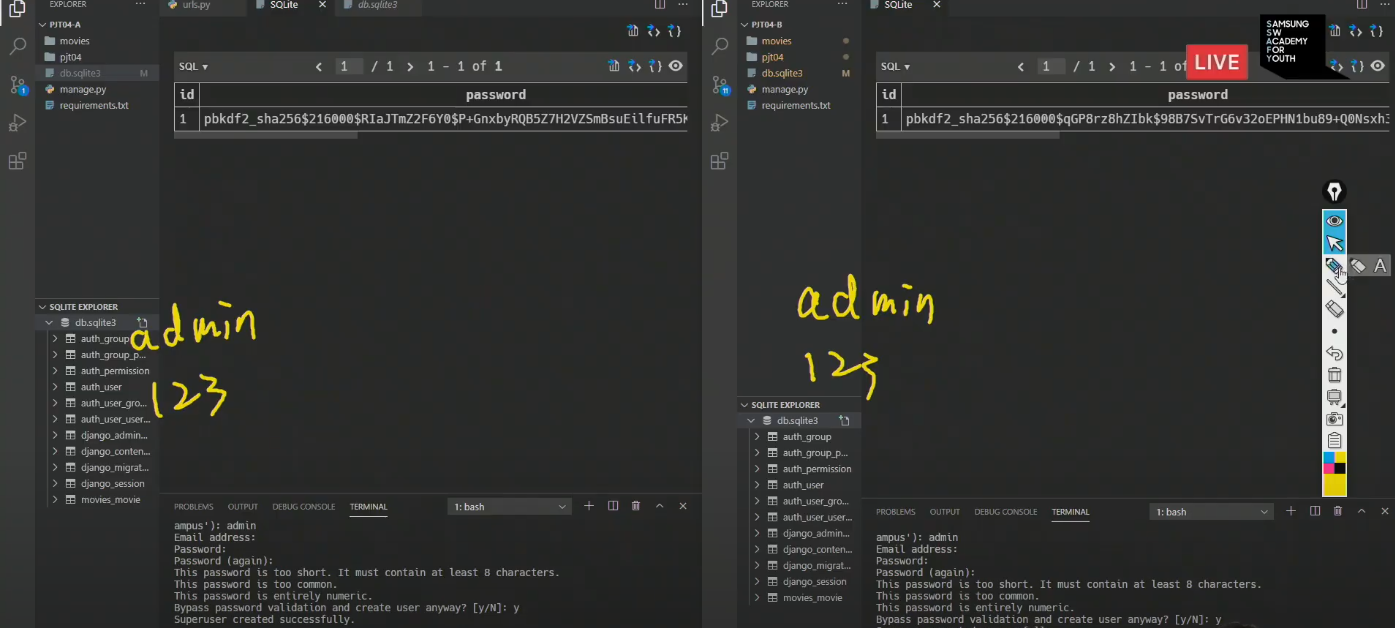 EXPLORER
urls.py
SQLite
db.sqlite3
PJT04-A
movies
pjt04
db.sqlite3 M
manage.py
requirements.txt
1
SQL
1 / 1 1 - 1 of 1
id password
1 pbkdf2_sha256$216000$RIaJTmZ2F6Y0$P+GnxbyRQB5Z7H2VZSmBsuEilfuFR5K
SQLITE EXPLORER
db.sqlite3
auth_group
auth_group_p...
auth_permission
auth_user
auth_user_gro...
auth_user_user...
django_admin...
django_conten...
django_migrat...
django_session
movies_movie
admin
123
PROBLEMS OUTPUT DEBUG CONSOLE TERMINAL 1: bash
ampus'): admin
Email address:
Password:
Password (again):
This password is too short. It must contain at least 8 characters.
This password is too common.
This password is entirely numeric.
Bypass password validation and create user anyway? [y/N]: y
Superuser created successfully.
EXPLORER
SQLite
PJT04-B
movies
pjt04
db.sqlite3 M
manage.py
requirements.txt
11
LIVE
SAMSUNG
SW
ACADEMY
FOR
YOUTH
SQL
1 / 1 1 - 1 of
id password
1 pbkdf2_sha256$216000$qGP8rz8hZIbk$98B7SvTrG6v32oEPHN1bu89+Q0Nsxh3
A
admin
123
SQLITE EXPLORER
db.sqlite3
auth_group
auth_group_p...
auth_permission
auth_user
auth_user_gro...
auth_user_user...
django_admin...
django_conten...
django_migrat...
django_session
movies_movie
PROBLEMS OUTPUT DEBUG CONSOLE TERMINAL 1: bash
ampus'): admin
Email address:
Password:
Password (again):
This password is too short. It must contain at least 8 characters.
This password is too common.
This password is entirely numeric.
Bypass password validation and create user anyway? [y/N]: y